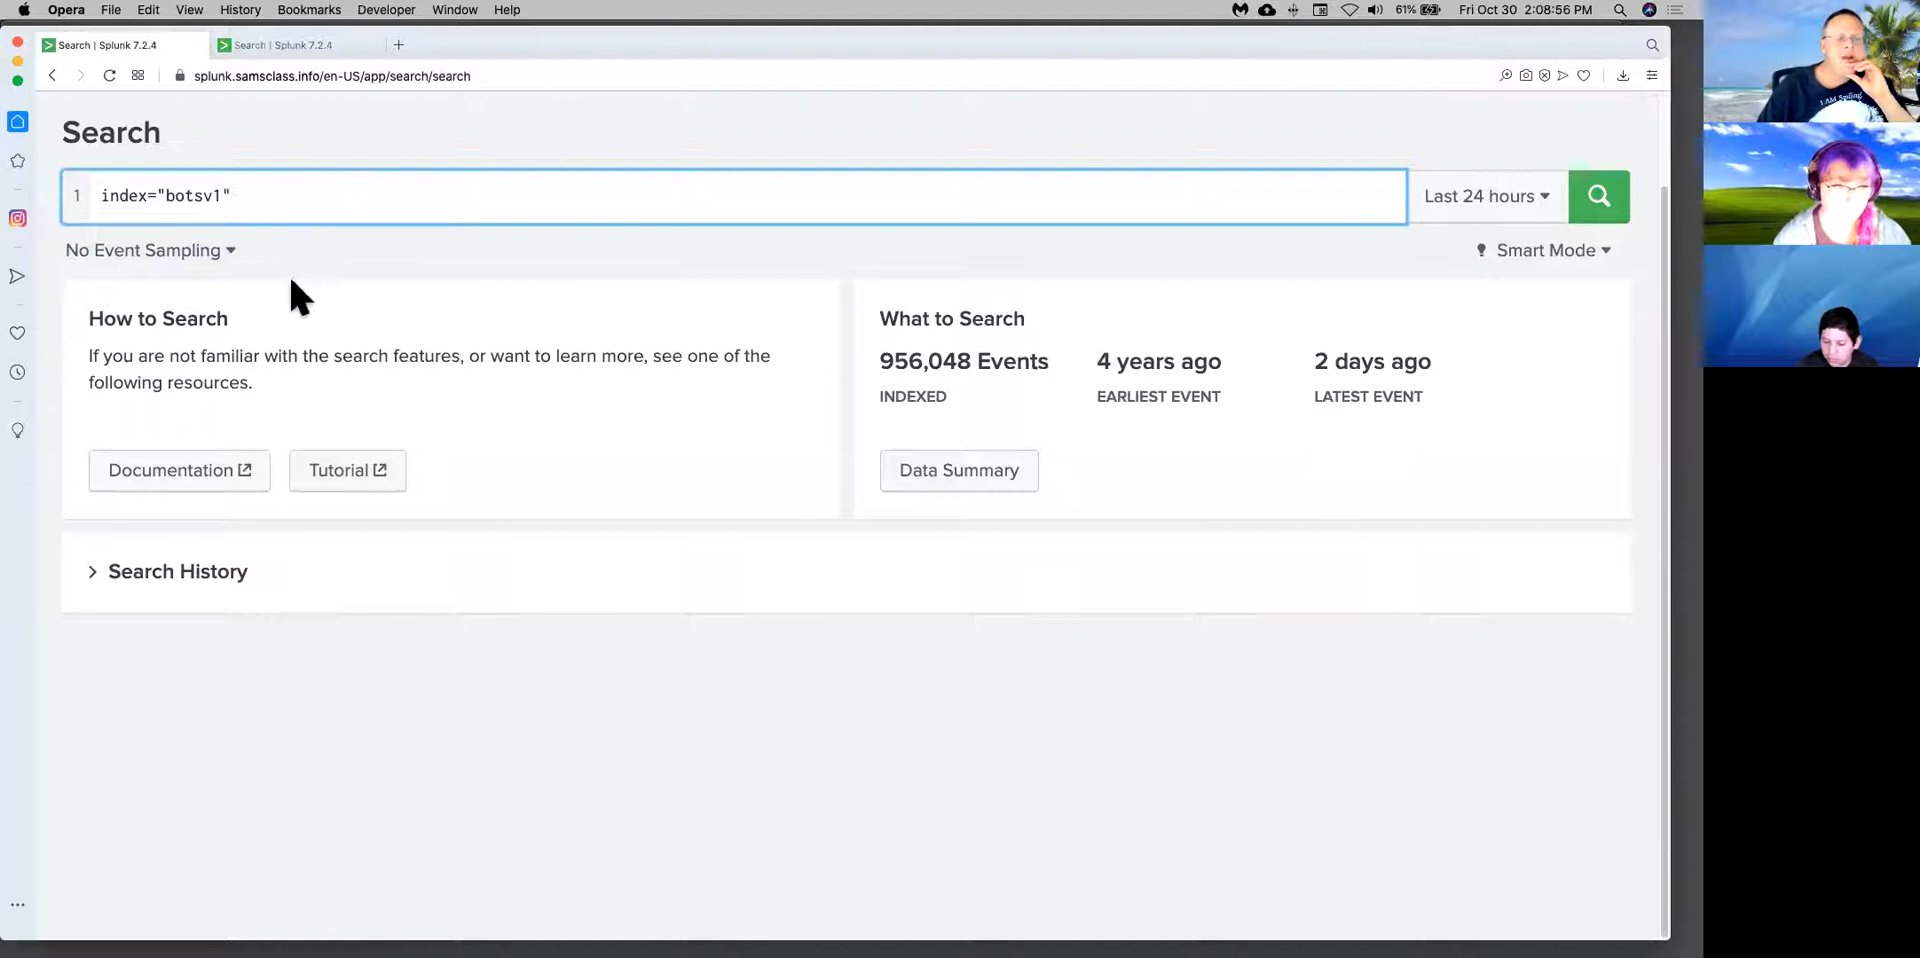 Opera File Edit View History Bookmarks Developer Window Help 61% Fri Oct 30 2:08:56 PM
Search | Splunk 7.2.4 Search | Splunk 7.2.4
splunk.samsclass.info/en-US/app/search/search
Search
1 index="botsv1" Last 24 hours
No Event Sampling Smart Mode
How to Search
If you are not familiar with the search features, or want to learn more, see one of the
following resources.
Documentation Tutorial
What to Search
956,048 Events 4 years ago 2 days ago
INDEXED EARLIEST EVENT LATEST EVENT
Data Summary
Search History
I AM Smiling